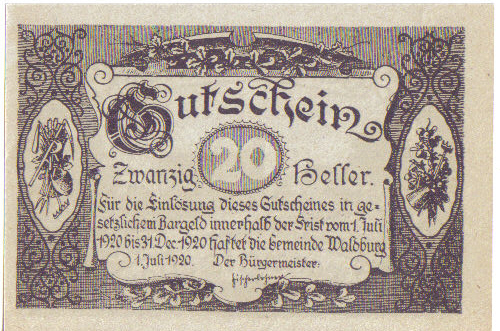 Gutschein
Zwanzig 20 Heller.
Für die Einlösung dieses Gutscheines in ge-
setzlichem Bargeld innerhalb der Frist vom 1. Juli
1920 bis 31 Dez. 1920 haftet die Gemeinde Waldburg
1. Juli 1920. Der Bürgermeister: